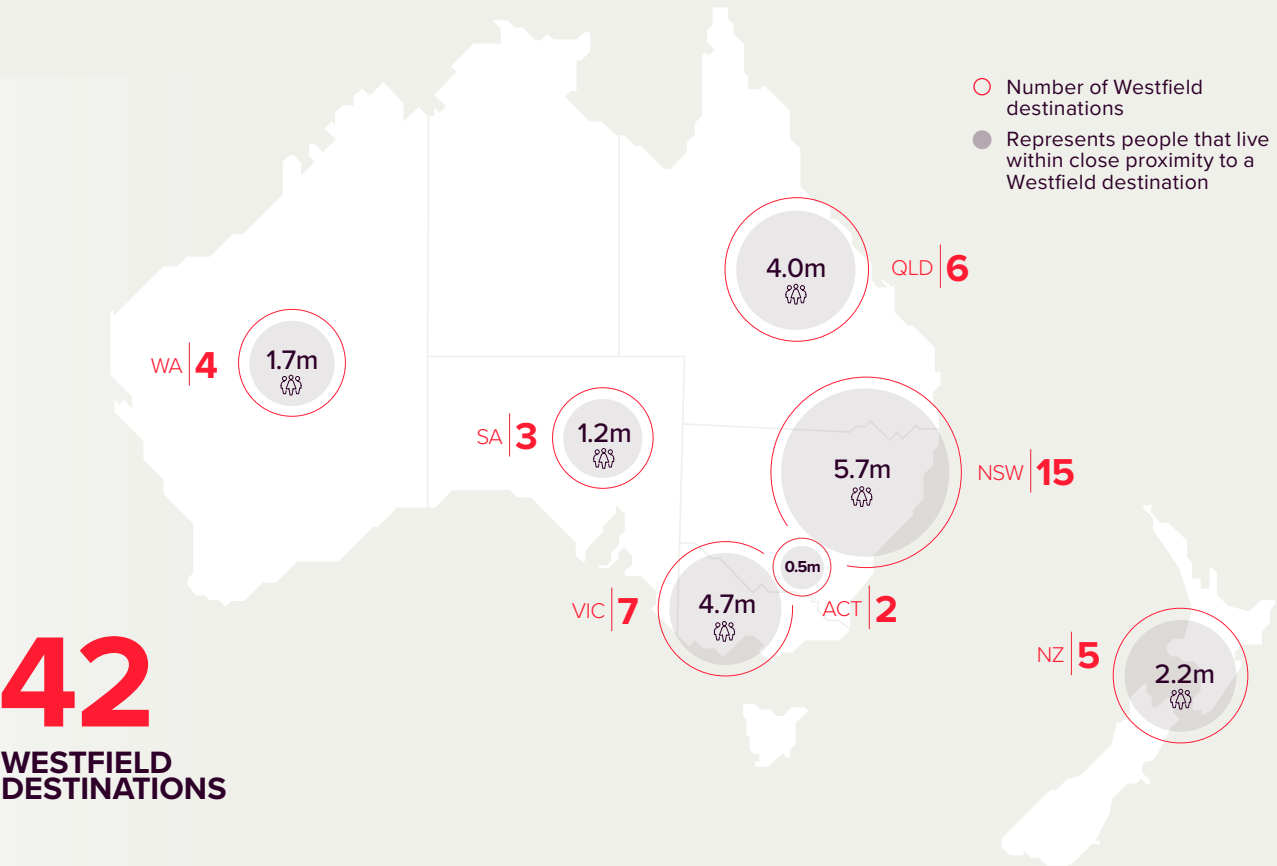 Number of Westfield
destinations
Represents people that live
within close proximity to a
Westfield destination
4.0m
QLD 6
WA 4
1.7m
SA 3
1.2m
5.7m
NSW 15
0.5m
VIC 7
4.7m
ACT 2
NZ 5
2.2m
42
WESTFIELD
DESTINATIONS